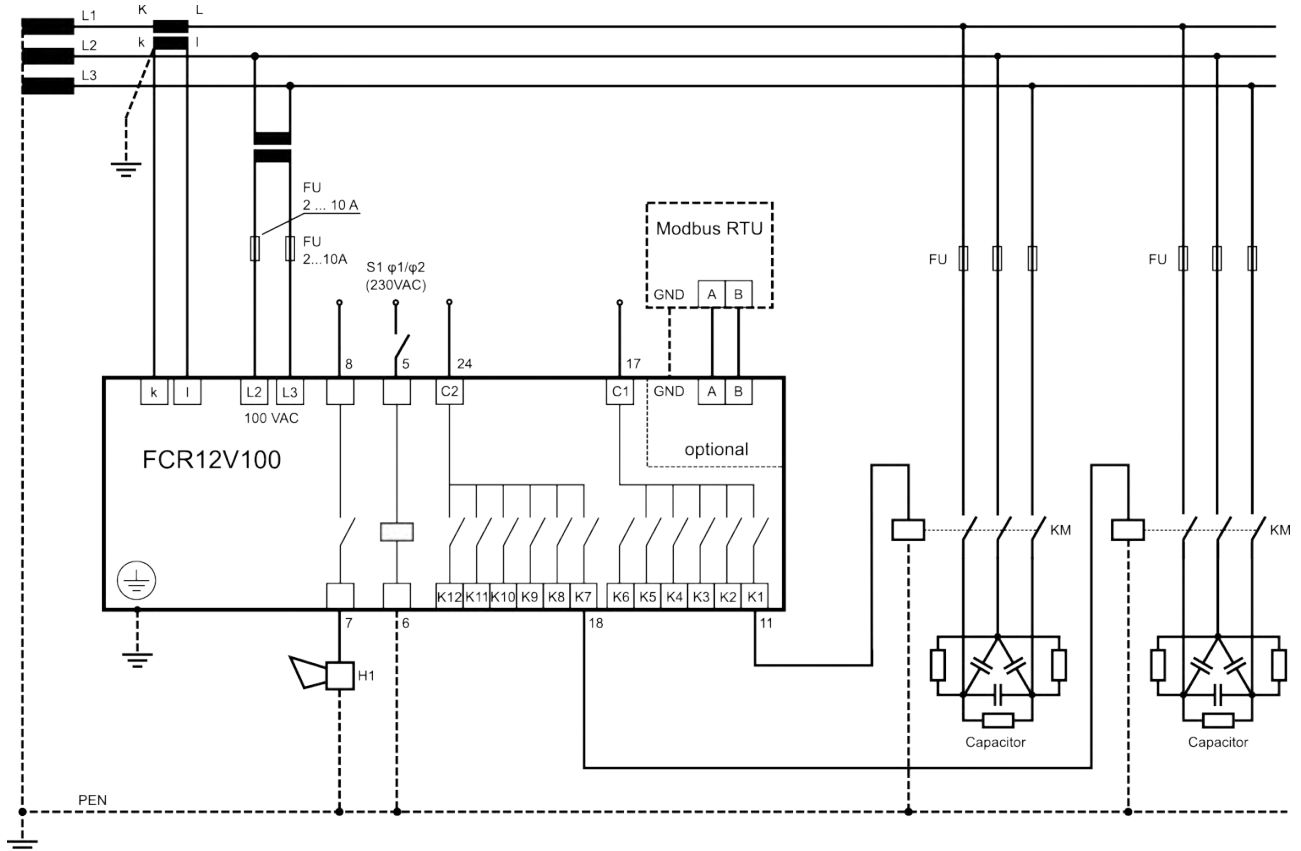 L1
K
L
L2
k
l
L3
FU
2 ... 10 A
FU
2...10A
S1 φ1/φ2
(230VAC)
Modbus RTU
GND
A
B
FU
FU
8
5
24
17
k
l
L2
L3
C2
C1
GND
A
B
100 VAC
optional
FCR12V100
KM
KM
K12
K11
K10
K9
K8
K7
K6
K5
K4
K3
K2
K1
7
6
18
11
H1
Capacitor
Capacitor
PEN